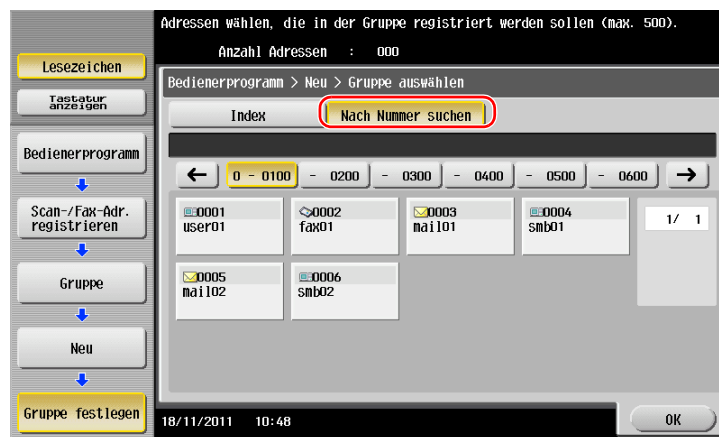 Adressen wählen, die in der Gruppe registriert werden sollen (max. 500).
Anzahl Adressen : 000
Lesezeichen
Tastatur
anzeigen
Bedienerprogramm
Scan-/Fax-Adr.
registrieren
Gruppe
Neu
Gruppe festlegen
Bedienerprogramm > Neu > Gruppe auswählen
Index
Nach Nummer suchen
← 0 - 0100 - 0200 - 0300 - 0400 - 0500 - 0600 →
0001
user01
0002
fax01
0003
mail01
0004
smb01
1/ 1
0005
mail02
0006
smb02
18/11/2011 10:48
OK